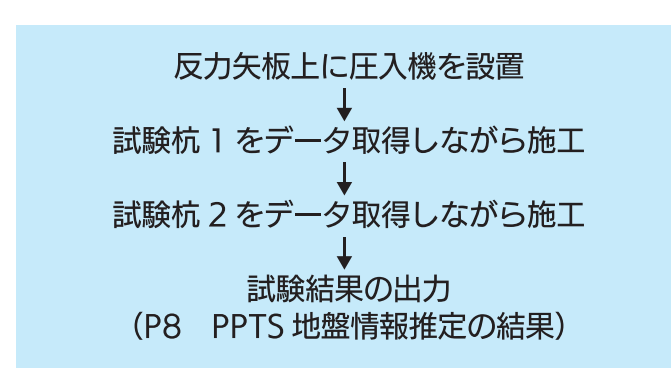 反力矢板上に圧入機を設置
↓
試験杭 1 をデータ取得しながら施工
↓
試験杭 2 をデータ取得しながら施工
↓
試験結果の出力
（P8　PPTS 地盤情報推定の結果）